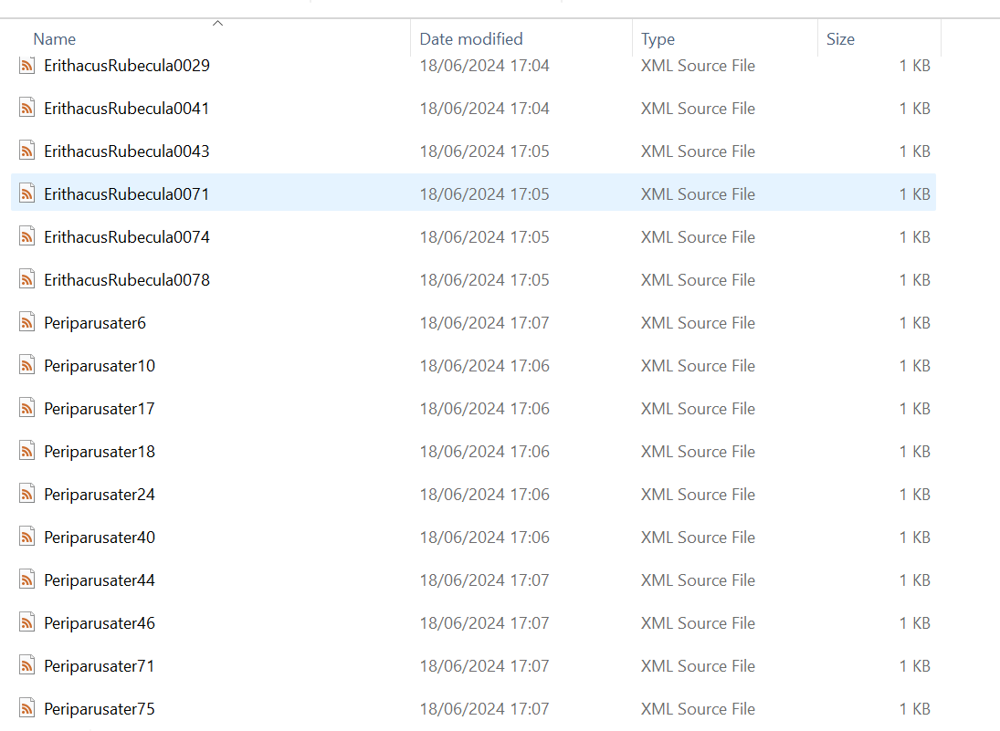 Name Date modified Type Size
ErithacusRubecula0029 18/06/2024 17:04 XML Source File 1 KB
ErithacusRubecula0041 18/06/2024 17:04 XML Source File 1 KB
ErithacusRubecula0043 18/06/2024 17:05 XML Source File 1 KB
ErithacusRubecula0071 18/06/2024 17:05 XML Source File 1 KB
ErithacusRubecula0074 18/06/2024 17:05 XML Source File 1 KB
ErithacusRubecula0078 18/06/2024 17:05 XML Source File 1 KB
Periparusater6 18/06/2024 17:07 XML Source File 1 KB
Periparusater10 18/06/2024 17:06 XML Source File 1 KB
Periparusater17 18/06/2024 17:06 XML Source File 1 KB
Periparusater18 18/06/2024 17:06 XML Source File 1 KB
Periparusater24 18/06/2024 17:06 XML Source File 1 KB
Periparusater40 18/06/2024 17:06 XML Source File 1 KB
Periparusater44 18/06/2024 17:07 XML Source File 1 KB
Periparusater46 18/06/2024 17:07 XML Source File 1 KB
Periparusater71 18/06/2024 17:07 XML Source File 1 KB
Periparusater75 18/06/2024 17:07 XML Source File 1 KB